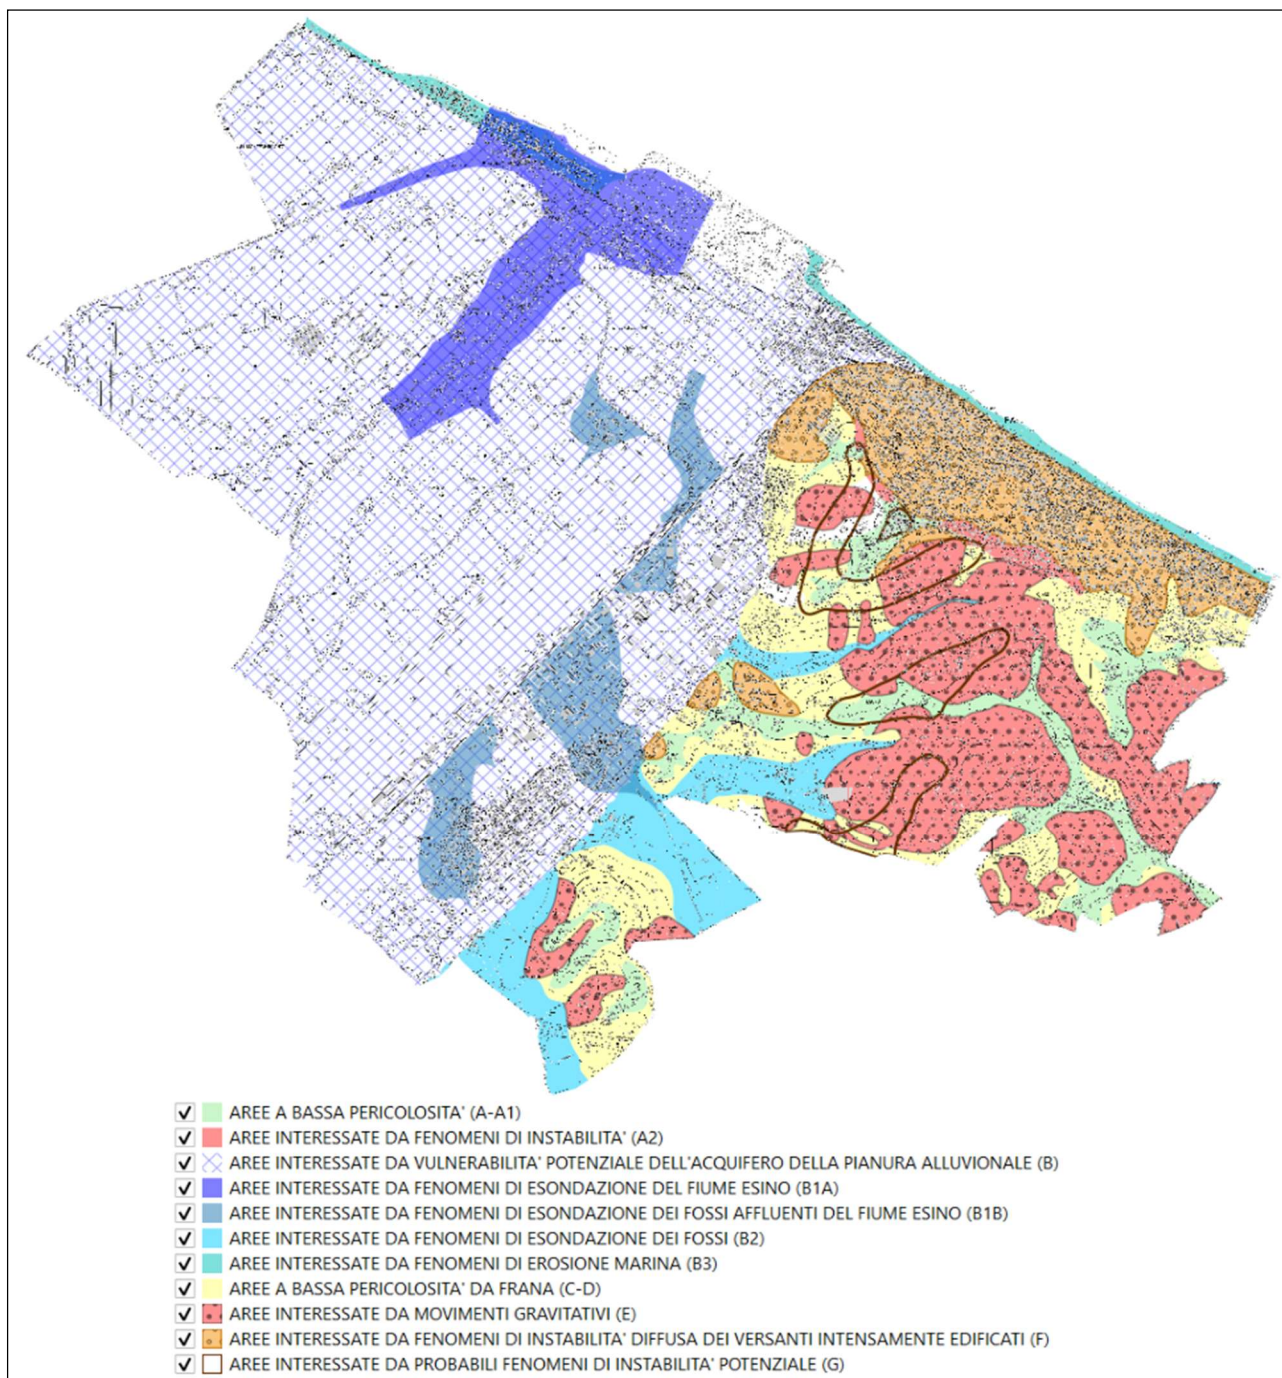 AREE A BASSA PERICOLOSITA' (A-A1)
AREE INTERESSATE DA FENOMENI DI INSTABILITA' (A2)
AREE INTERESSATE DA VULNERABILITA' POTENZIALE DELL'ACQUIFERO DELLA PIANURA ALLUVIONALE (B)
AREE INTERESSATE DA FENOMENI DI ESONDAZIONE DEL FIUME ESINO (B1A)
AREE INTERESSATE DA FENOMENI DI ESONDAZIONE DEI FOSSI AFFLUENTI DEL FIUME ESINO (B1B)
AREE INTERESSATE DA FENOMENI DI ESONDAZIONE DEI FOSSI (B2)
AREE INTERESSATE DA FENOMENI DI EROSIONE MARINA (B3)
AREE A BASSA PERICOLOSITA' DA FRANA (C-D)
AREE INTERESSATE DA MOVIMENTI GRAVITATIVI (E)
AREE INTERESSATE DA FENOMENI DI INSTABILITA' DIFFUSA DEI VERSANTI INTENSAMENTE EDIFICATI (F)
AREE INTERESSATE DA PROBABILI FENOMENI DI INSTABILITA' POTENZIALE (G)